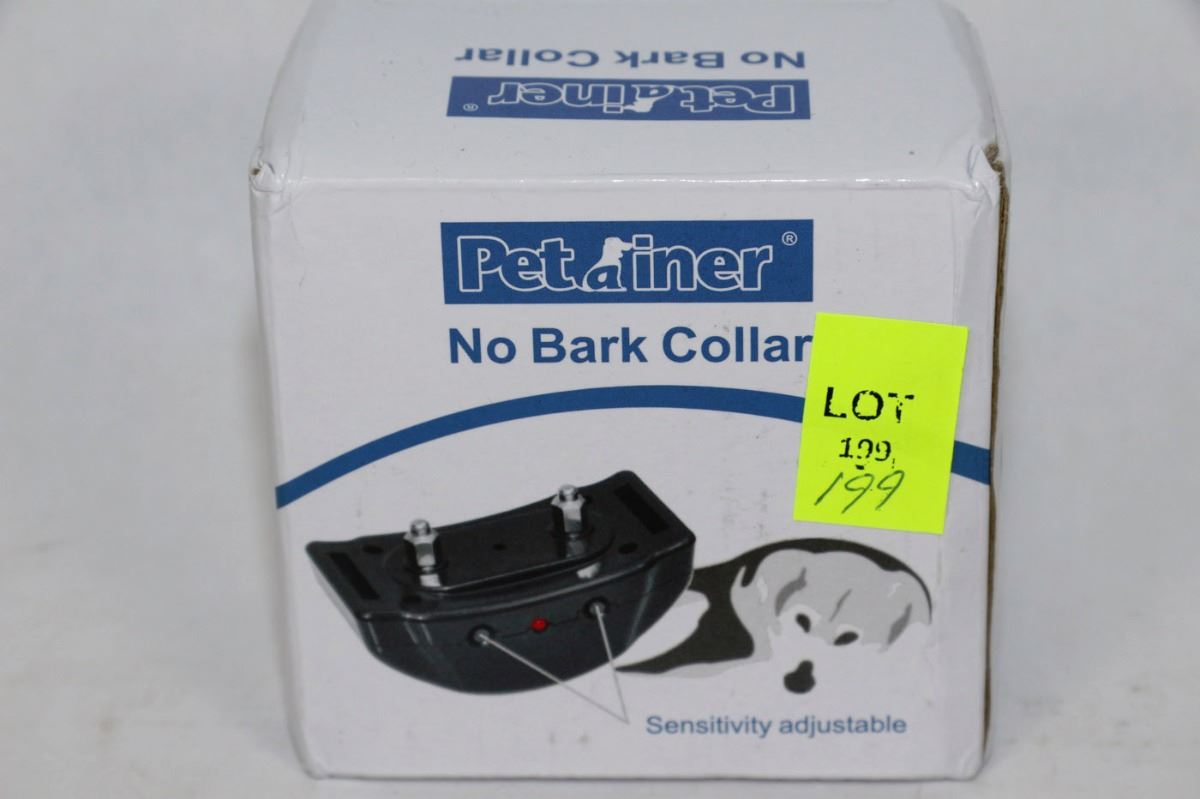 No Bark Collar
Petainer®
Petainer®
No Bark Collar
LOT
199
199
Sensitivity adjustable